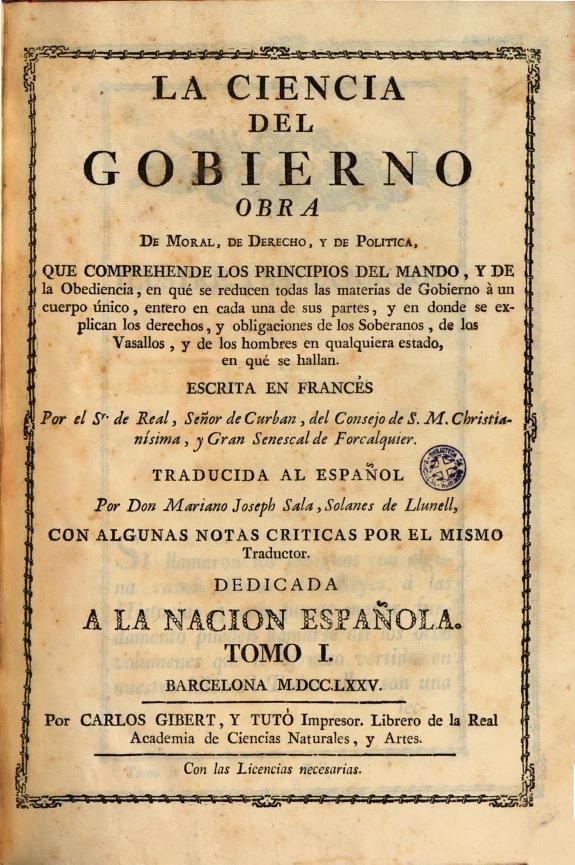 LA CIENCIA
DEL
GOBIERNO
OBRA
DE MORAL, DE DERECHO, Y DE POLITICA,
QUE COMPREHENDE LOS PRINCIPIOS DEL MANDO, Y DE
la Obediencia, en qué se reducen todas las materias de Gobierno à un
cuerpo único, entero en cada una de sus partes, y en donde se ex-
plican los derechos, y obligaciones de los Soberanos, de los
Vasallos, y de los hombres en qualquiera estado,
en qué se hallan.
ESCRITA EN FRANCÉS
Por el Sr. de Real, Señor de Curban, del Consejo de S. M. Christia-
nísima, y Gran Senescal de Forcalquier.
TRADUCIDA AL ESPAÑOL
Por Don Mariano Joseph Sala, Solanes de Llunell,
CON ALGUNAS NOTAS CRITICAS POR EL MISMO
Traductor.
DEDICADA
A LA NACION ESPAÑOLA.
TOMO I.
BARCELONA M.DCC.LXXV.
Por CARLOS GIBERT, Y TUTÒ Impresor. Librero de la Real
Academia de Ciencias Naturales, y Artes.
Con las Licencias necesarias.